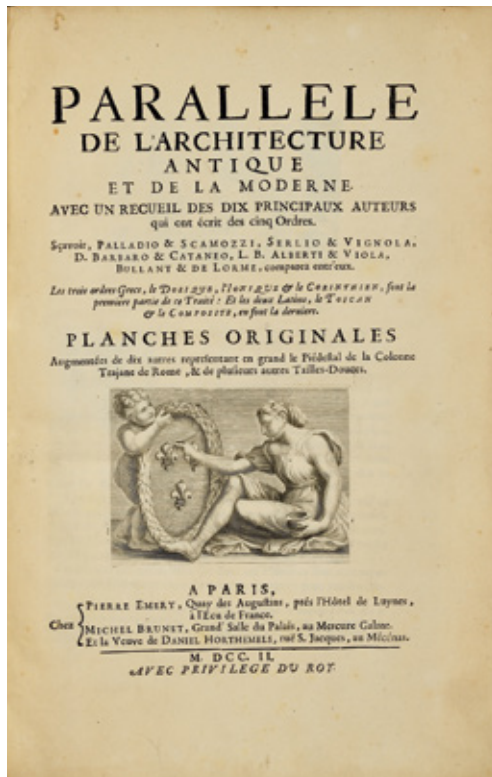 PARALLELE
DE L'ARCHITECTURE
ANTIQUE
ET DE LA MODERNE.
AVEC UN RECUEIL DES DIX PRINCIPAUX AUTEURS
qui ont écrit des cinq Ordres.
Sçavoir, PALLADIO & SCAMOZZI, SERLIO & VIGNOLA,
D. BARBARO & CATANEO, L. B. ALBERTI & VIOLA,
BULLANT & DE LORME, comparez entr'eux.
Les trois ordres Grecs, le DORIQUE, l'IONIQUE & le CORINTHIEN, font la
premiere partie de ce Traité : Et les deux Latins, le TOSCAN
& le COMPOSITE, en font la derniere.
PLANCHES ORIGINALES
Augmentées de dix autres representant en grand le Piédestal de la Colonne
Trajane de Rome, & de plusieurs autres Tailles-Douces.
A PARIS,
Chez PIERRE EMERY, Quay des Augustins, prés l'Hôtel de Luynes,
à l'Ecu de France.
MICHEL BRUNET, Grand' Salle du Palais, au Mercure Galant.
Et la Veuve de DANIEL HORTHEMELS, ruë S. Jacques, au Mécénas.
M. DCC. II.
AVEC PRIVILEGE DU ROY.